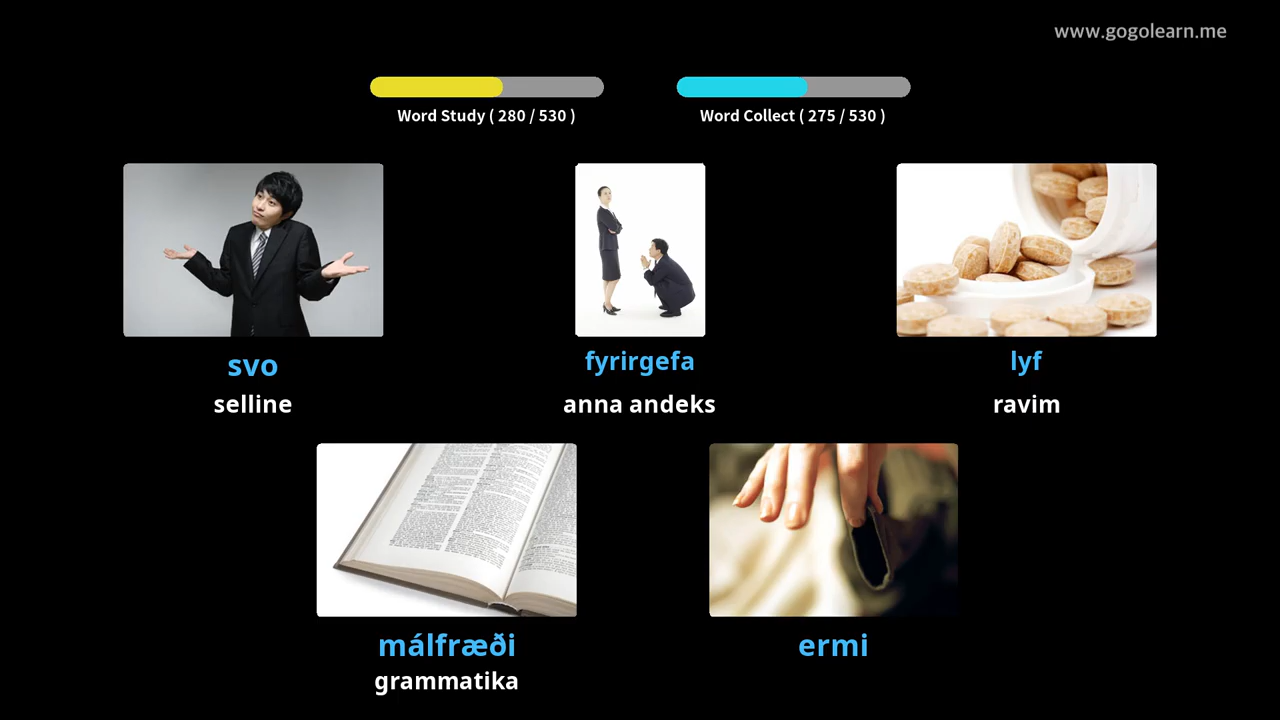 www.gogolearn.me
Word Study ( 280 / 530 )
Word Collect ( 275 / 530 )
svo
fyrirgefa
lyf
selline
anna andeks
ravim
málfræði
ermi
grammatika